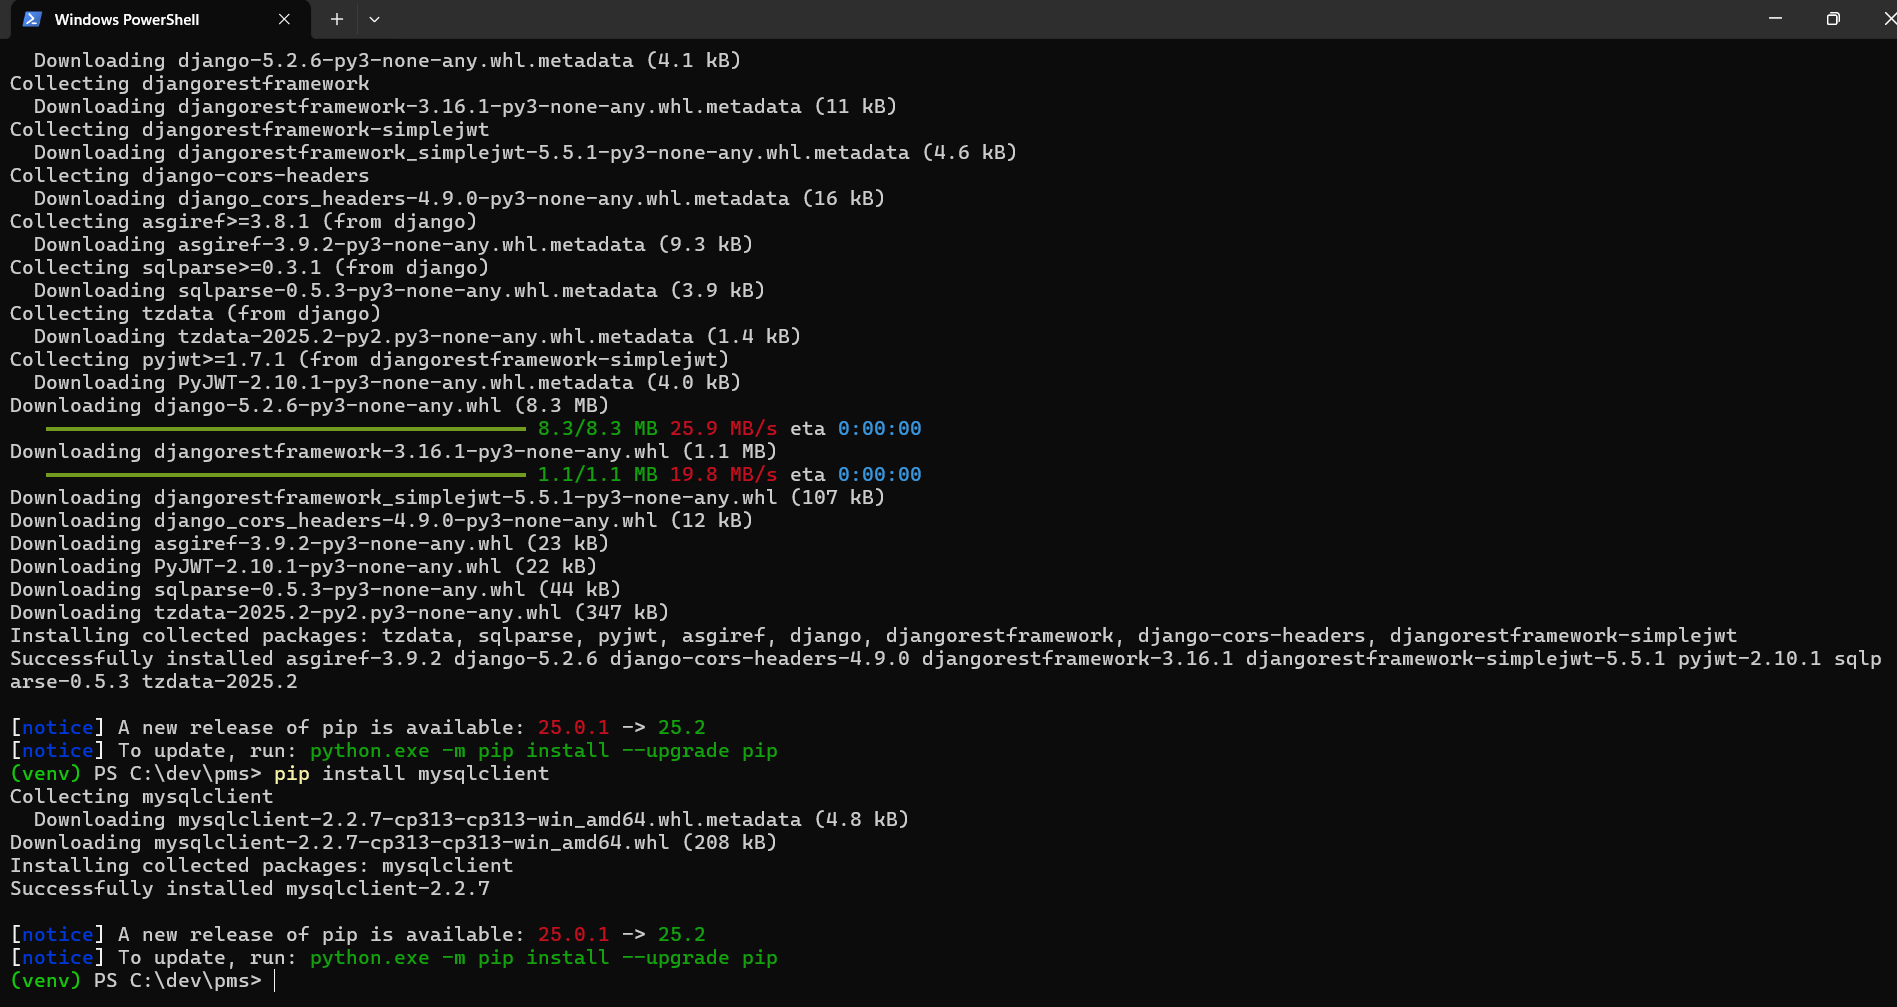 Windows PowerShell
  Downloading django-5.2.6-py3-none-any.whl.metadata (4.1 kB)
Collecting djangorestframework
  Downloading djangorestframework-3.16.1-py3-none-any.whl.metadata (11 kB)
Collecting djangorestframework-simplejwt
  Downloading djangorestframework_simplejwt-5.5.1-py3-none-any.whl.metadata (4.6 kB)
Collecting django-cors-headers
  Downloading django_cors_headers-4.9.0-py3-none-any.whl.metadata (16 kB)
Collecting asgiref>=3.8.1 (from django)
  Downloading asgiref-3.9.2-py3-none-any.whl.metadata (9.3 kB)
Collecting sqlparse>=0.3.1 (from django)
  Downloading sqlparse-0.5.3-py3-none-any.whl.metadata (3.9 kB)
Collecting tzdata (from django)
  Downloading tzdata-2025.2-py2.py3-none-any.whl.metadata (1.4 kB)
Collecting pyjwt>=1.7.1 (from djangorestframework-simplejwt)
  Downloading PyJWT-2.10.1-py3-none-any.whl.metadata (4.0 kB)
Downloading django-5.2.6-py3-none-any.whl (8.3 MB)
8.3/8.3 MB 25.9 MB/s eta 0:00:00
Downloading djangorestframework-3.16.1-py3-none-any.whl (1.1 MB)
1.1/1.1 MB 19.8 MB/s eta 0:00:00
Downloading djangorestframework_simplejwt-5.5.1-py3-none-any.whl (107 kB)
Downloading django_cors_headers-4.9.0-py3-none-any.whl (12 kB)
Downloading asgiref-3.9.2-py3-none-any.whl (23 kB)
Downloading PyJWT-2.10.1-py3-none-any.whl (22 kB)
Downloading sqlparse-0.5.3-py3-none-any.whl (44 kB)
Downloading tzdata-2025.2-py2.py3-none-any.whl (347 kB)
Installing collected packages: tzdata, sqlparse, pyjwt, asgiref, django, djangorestframework, django-cors-headers, djangorestframework-simplejwt
Successfully installed asgiref-3.9.2 django-5.2.6 django-cors-headers-4.9.0 djangorestframework-3.16.1 djangorestframework-simplejwt-5.5.1 pyjwt-2.10.1 sqlp
arse-0.5.3 tzdata-2025.2

[notice] A new release of pip is available: 25.0.1 -> 25.2
[notice] To update, run: python.exe -m pip install --upgrade pip
(venv) PS C:\dev\pms> pip install mysqlclient
Collecting mysqlclient
  Downloading mysqlclient-2.2.7-cp313-cp313-win_amd64.whl.metadata (4.8 kB)
Downloading mysqlclient-2.2.7-cp313-cp313-win_amd64.whl (208 kB)
Installing collected packages: mysqlclient
Successfully installed mysqlclient-2.2.7

[notice] A new release of pip is available: 25.0.1 -> 25.2
[notice] To update, run: python.exe -m pip install --upgrade pip
(venv) PS C:\dev\pms>